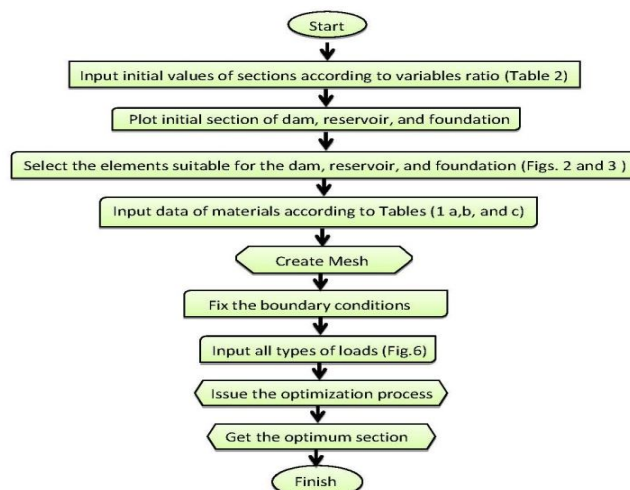 Start
Input initial values of sections according to variables ratio (Table 2)
Plot initial section of dam, reservoir, and foundation
Select the elements suitable for the dam, reservoir, and foundation (Figs. 2 and 3 )
Input data of materials according to Tables (1 a,b, and c)
Create Mesh
Fix the boundary conditions
Input all types of loads (Fig.6)
Issue the optimization process
Get the optimum section
Finish